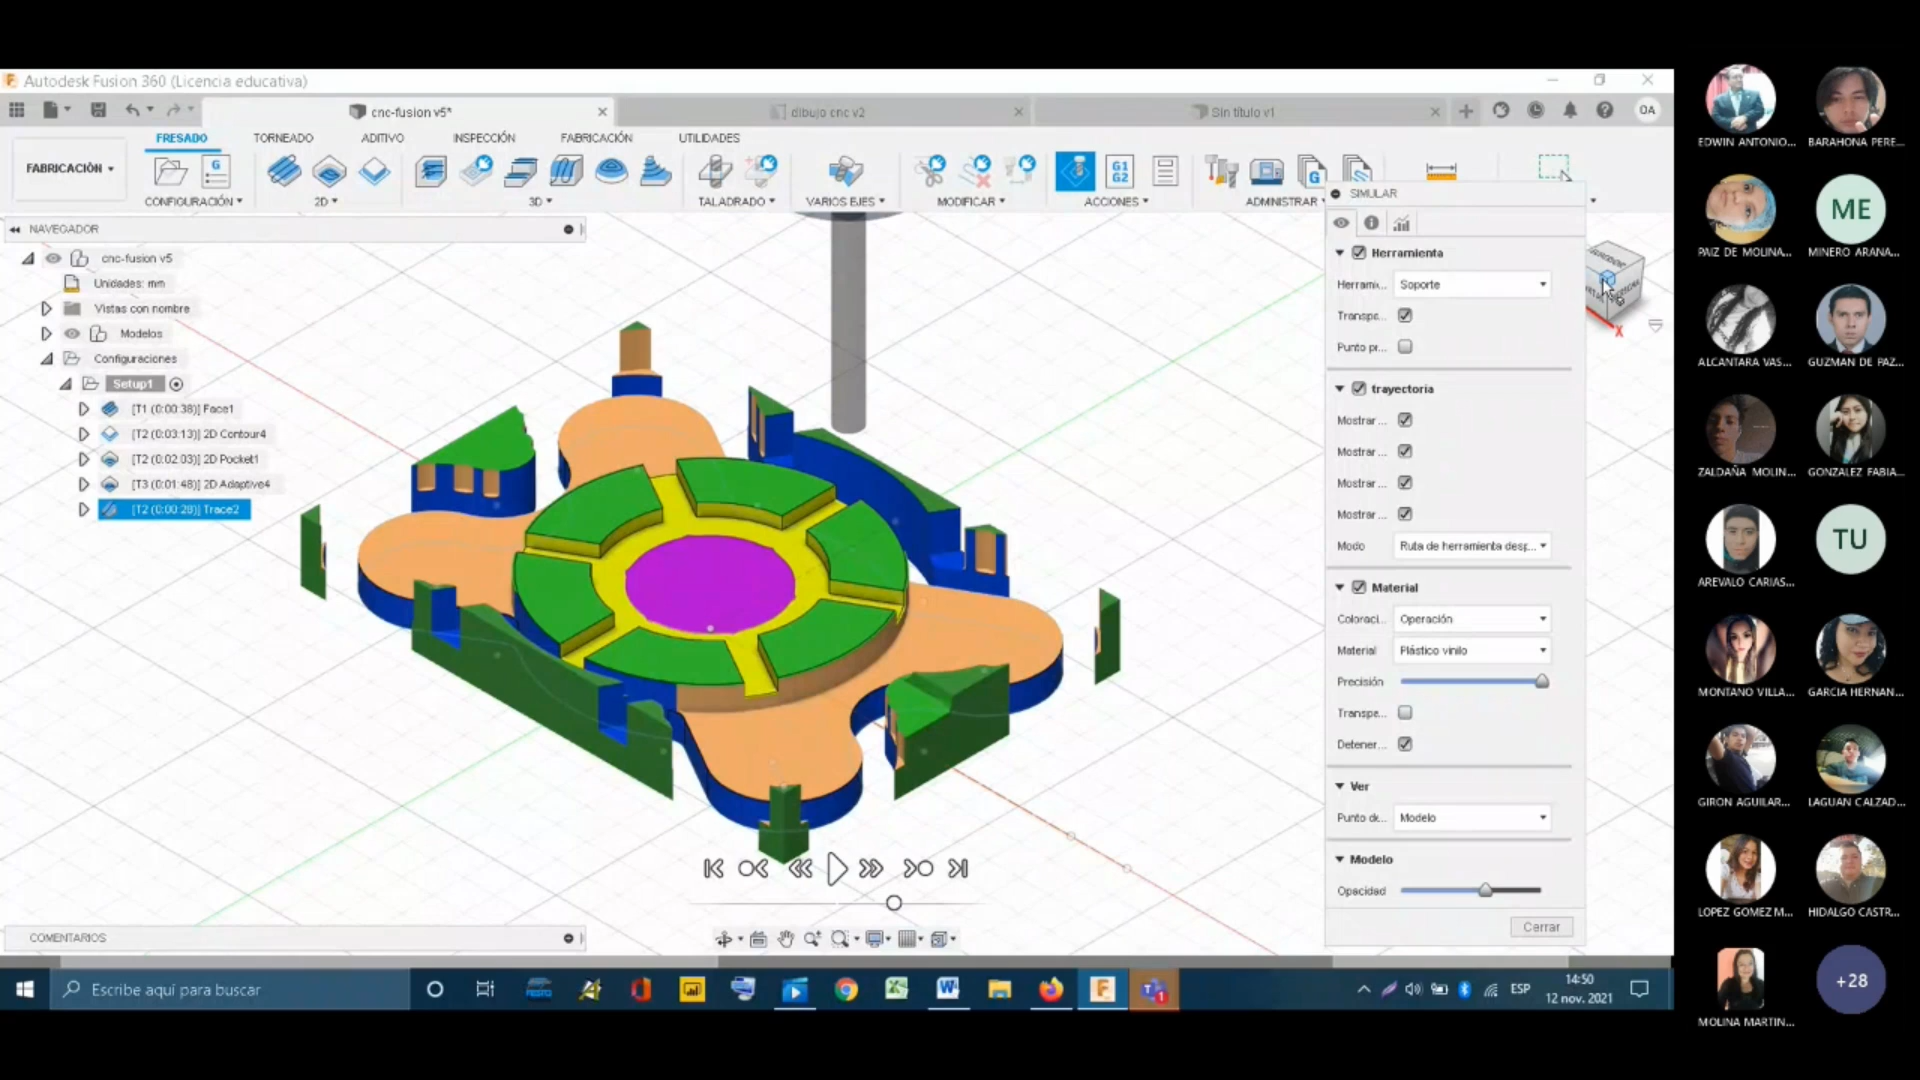 Autodesk Fusion 360 (Licencia educativa)
cnc-fusion v5*
dibujo cnc v2
Sin título v1
OA
FRESADO
TORNEADO
ADITIVO
INSPECCIÓN
FABRICACIÓN
UTILIDADES
FABRICACIÓN
CONFIGURACIÓN
2D
3D
TALADRADO
VARIOS EJES
MODIFICAR
ACCIONES
ADMINISTRAR
G1
G2
NAVEGADOR
cnc-fusion v5
Unidades: mm
Vistas con nombre
Modelos
Configuraciones
Setup1
[T1 (0:00:38)] Face1
[T2 (0:03:13)] 2D Contour4
[T2 (0:02:03)] 2D Pocket1
[T3 (0:01:48)] 2D Adaptive4
[T2 (0:00:28)] Trace2
SIMULAR
Herramienta
Herrami... Soporte
Transpa...
Punto pr...
trayectoria
Mostrar ...
Mostrar ...
Mostrar ...
Mostrar ...
Modo Ruta de herramienta desp...
Material
Coloraci... Operación
Material Plástico vinilo
Precisión
Transpa...
Detener...
Ver
Punto de... Modelo
Modelo
Opacidad
Cerrar
X
COMENTARIOS
Escribe aquí para buscar
ESP
14:50
12 nov. 2021
EDWIN ANTONIO...
BARAHONA PERE...
PAIZ DE MOLINA...
ME
MINERO ARANA...
ALCANTARA VAS...
GUZMAN DE PAZ...
ZALDAÑA MOLIN...
GONZALEZ FABIA...
AREVALO CARIAS...
TU
MONTANO VILLA...
GARCIA HERNAN...
GIRON AGUILAR...
LAGUAN CALZAD...
LOPEZ GOMEZ M...
HIDALGO CASTR...
MOLINA MARTIN...
+28